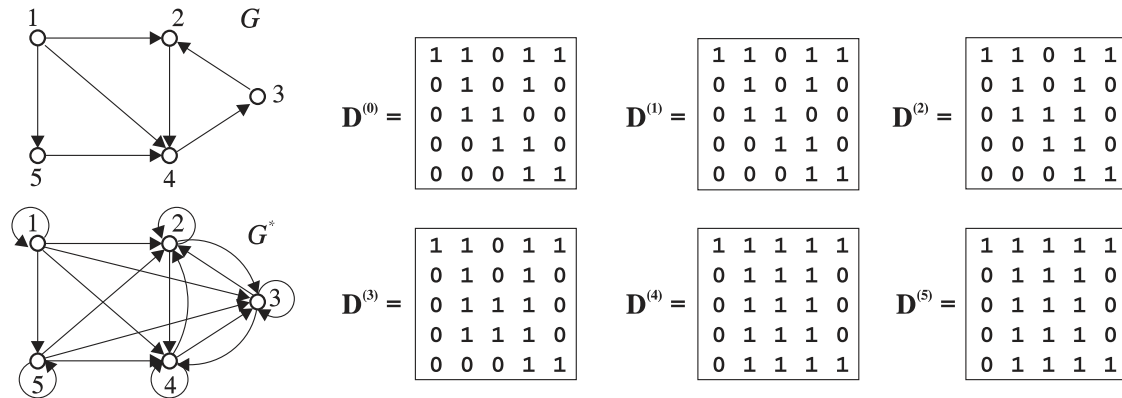 1 2 G
3
5 4
D(0) =
1 1 0 1 1
0 1 0 1 0
0 1 1 0 0
0 0 1 1 0
0 0 0 1 1
D(1) =
1 1 0 1 1
0 1 0 1 0
0 1 1 0 0
0 0 1 1 0
0 0 0 1 1
D(2) =
1 1 0 1 1
0 1 0 1 0
0 1 1 1 0
0 0 1 1 0
0 0 0 1 1
1 2 G*
3
5 4
D(3) =
1 1 0 1 1
0 1 0 1 0
0 1 1 1 0
0 1 1 1 0
0 0 0 1 1
D(4) =
1 1 1 1 1
0 1 1 1 0
0 1 1 1 0
0 1 1 1 0
0 1 1 1 1
D(5) =
1 1 1 1 1
0 1 1 1 0
0 1 1 1 0
0 1 1 1 0
0 1 1 1 1